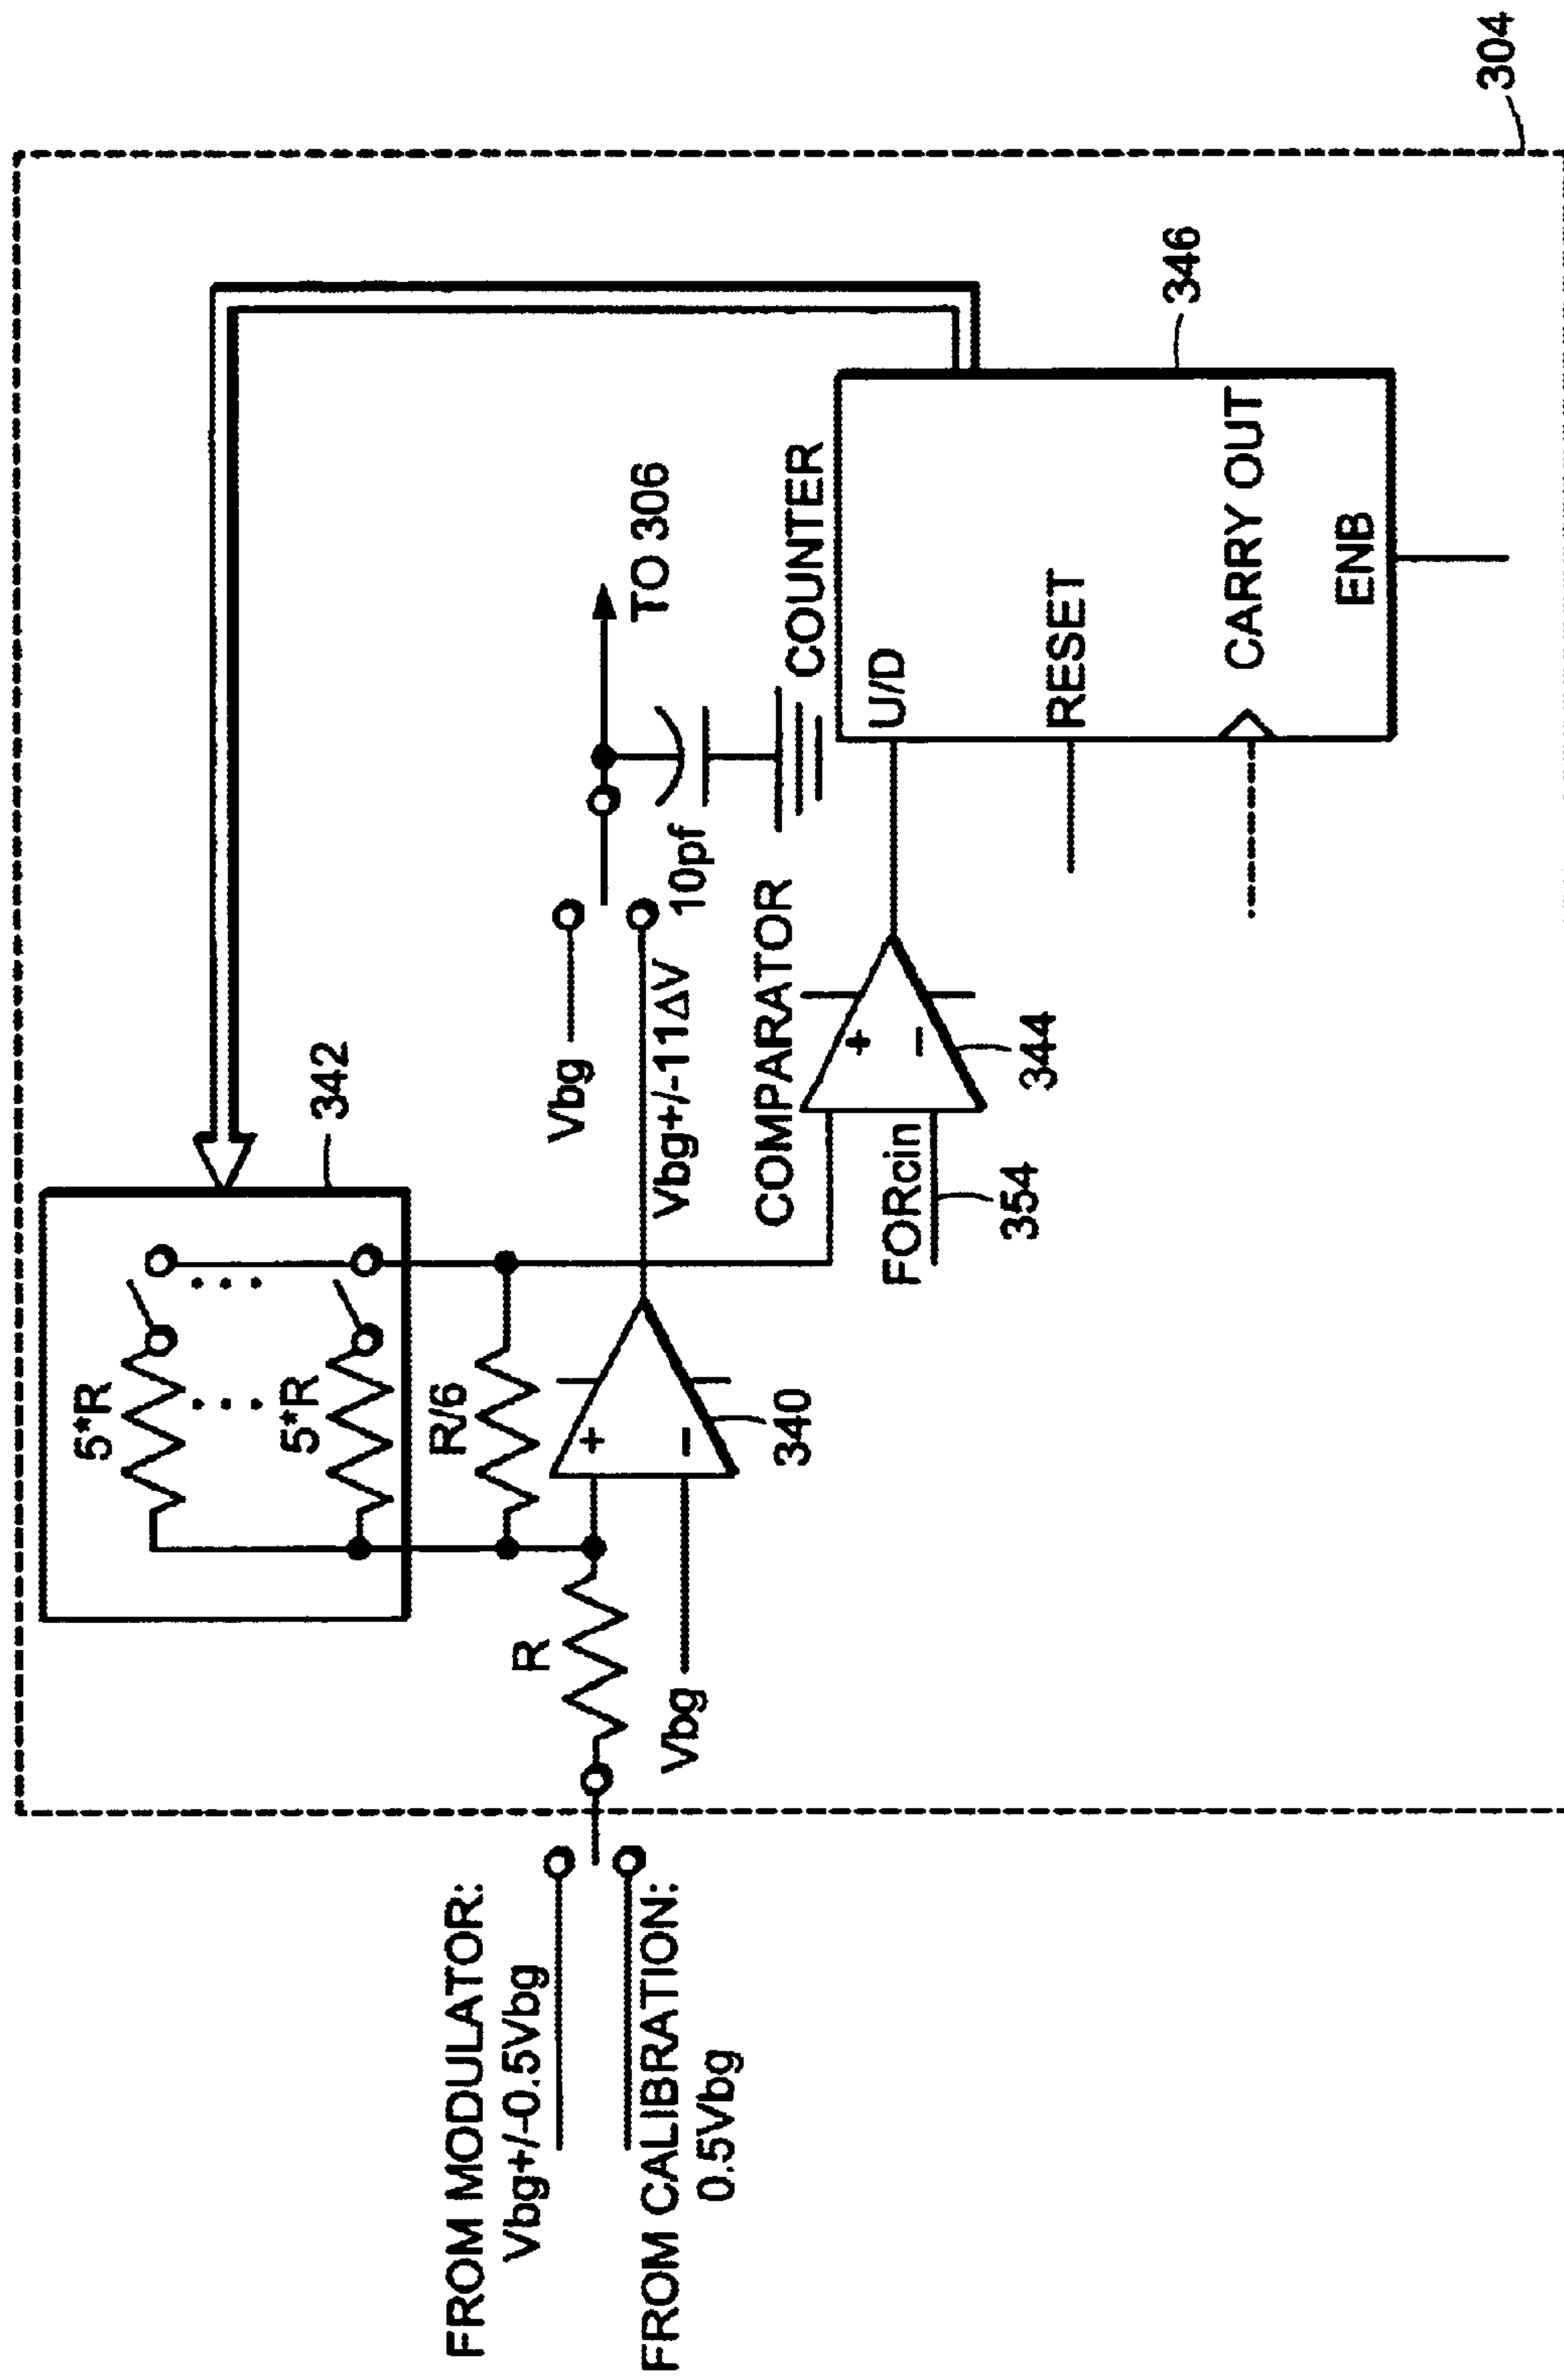 304
342
5*R
5*R
R/6
R
+
−
340
Vbg
Vbg
Vbg+/-11ΔV
10pf
TO 306
FROM MODULATOR:
Vbg+/-0.5Vbg
FROM CALIBRATION:
0.5Vbg
COMPARATOR
+
−
344
FORcin
354
COUNTER
346
U/D
RESET
CARRY OUT
ENB